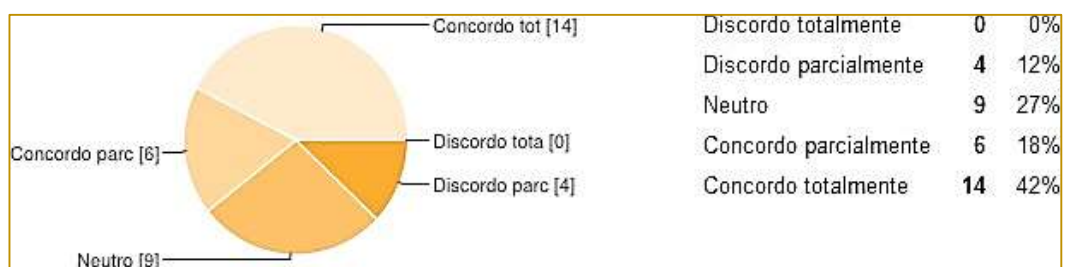 Concordo tot [14]
Discordo tota [0]
Concordo parc [6]
Discordo parc [4]
Neutro [9]
Discordo totalmente 0 0%
Discordo parcialmente 4 12%
Neutro 9 27%
Concordo parcialmente 6 18%
Concordo totalmente 14 42%